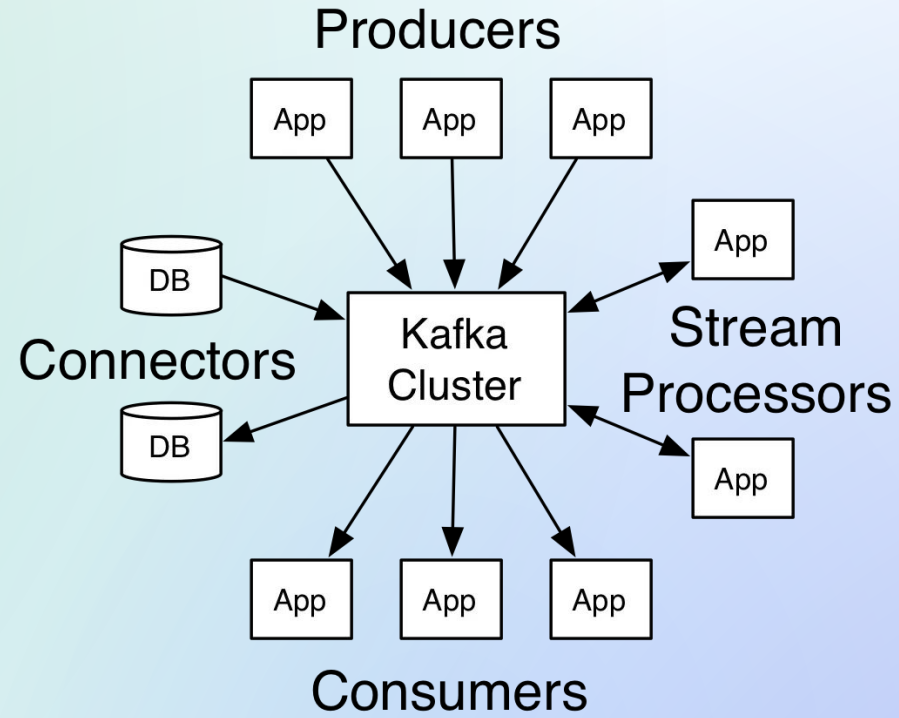 Producers
App
App
App
App
DB
Kafka
Cluster
Stream
Processors
Connectors
DB
App
App
App
App
Consumers